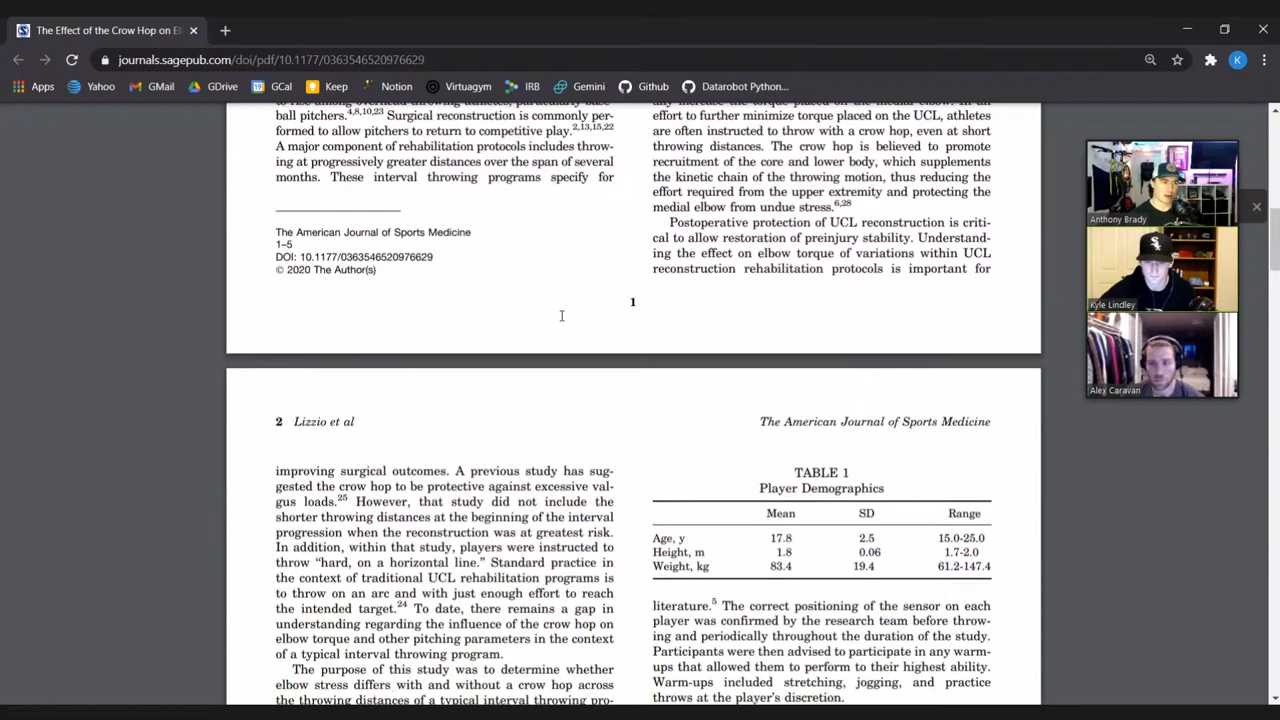 The Effect of the Crow Hop on El
journals.sagepub.com/doi/pdf/10.1177/0363546520976629
K
Apps Yahoo GMail GDrive GCal Keep Notion Virtuagym IRB Gemini Github Datarobot Python...
ball pitchers.4,8,10,23 Surgical reconstruction is commonly per-
formed to allow pitchers to return to competitive play.2,13,15,22
A major component of rehabilitation protocols includes throw-
ing at progressively greater distances over the span of several
months. These interval throwing programs specify for
The American Journal of Sports Medicine
1–5
DOI: 10.1177/0363546520976629
© 2020 The Author(s)
any increase the torque placed on the medial elbow. In an
effort to further minimize torque placed on the UCL, athletes
are often instructed to throw with a crow hop, even at short
throwing distances. The crow hop is believed to promote
recruitment of the core and lower body, which supplements
the kinetic chain of the throwing motion, thus reducing the
effort required from the upper extremity and protecting the
medial elbow from undue stress.6,28
Postoperative protection of UCL reconstruction is criti-
cal to allow restoration of preinjury stability. Understand-
ing the effect on elbow torque of variations within UCL
reconstruction rehabilitation protocols is important for
1
2 Lizzio et al
The American Journal of Sports Medicine
improving surgical outcomes. A previous study has sug-
gested the crow hop to be protective against excessive val-
gus loads.25 However, that study did not include the
shorter throwing distances at the beginning of the interval
progression when the reconstruction was at greatest risk.
In addition, within that study, players were instructed to
throw “hard, on a horizontal line.” Standard practice in
the context of traditional UCL rehabilitation programs is
to throw on an arc and with just enough effort to reach
the intended target.24 To date, there remains a gap in
understanding regarding the influence of the crow hop on
elbow torque and other pitching parameters in the context
of a typical interval throwing program.
The purpose of this study was to determine whether
elbow stress differs with and without a crow hop across
the throwing distances of a typical interval throwing pro-
TABLE 1
Player Demographics
Mean SD Range
Age, y 17.8 2.5 15.0-25.0
Height, m 1.8 0.06 1.7-2.0
Weight, kg 83.4 19.4 61.2-147.4
literature.5 The correct positioning of the sensor on each
player was confirmed by the research team before throw-
ing and periodically throughout the duration of the study.
Participants were then advised to participate in any warm-
ups that allowed them to perform to their highest ability.
Warm-ups included stretching, jogging, and practice
throws at the player’s discretion.
Anthony Brady
Kyle Lindley
Alex Caravan